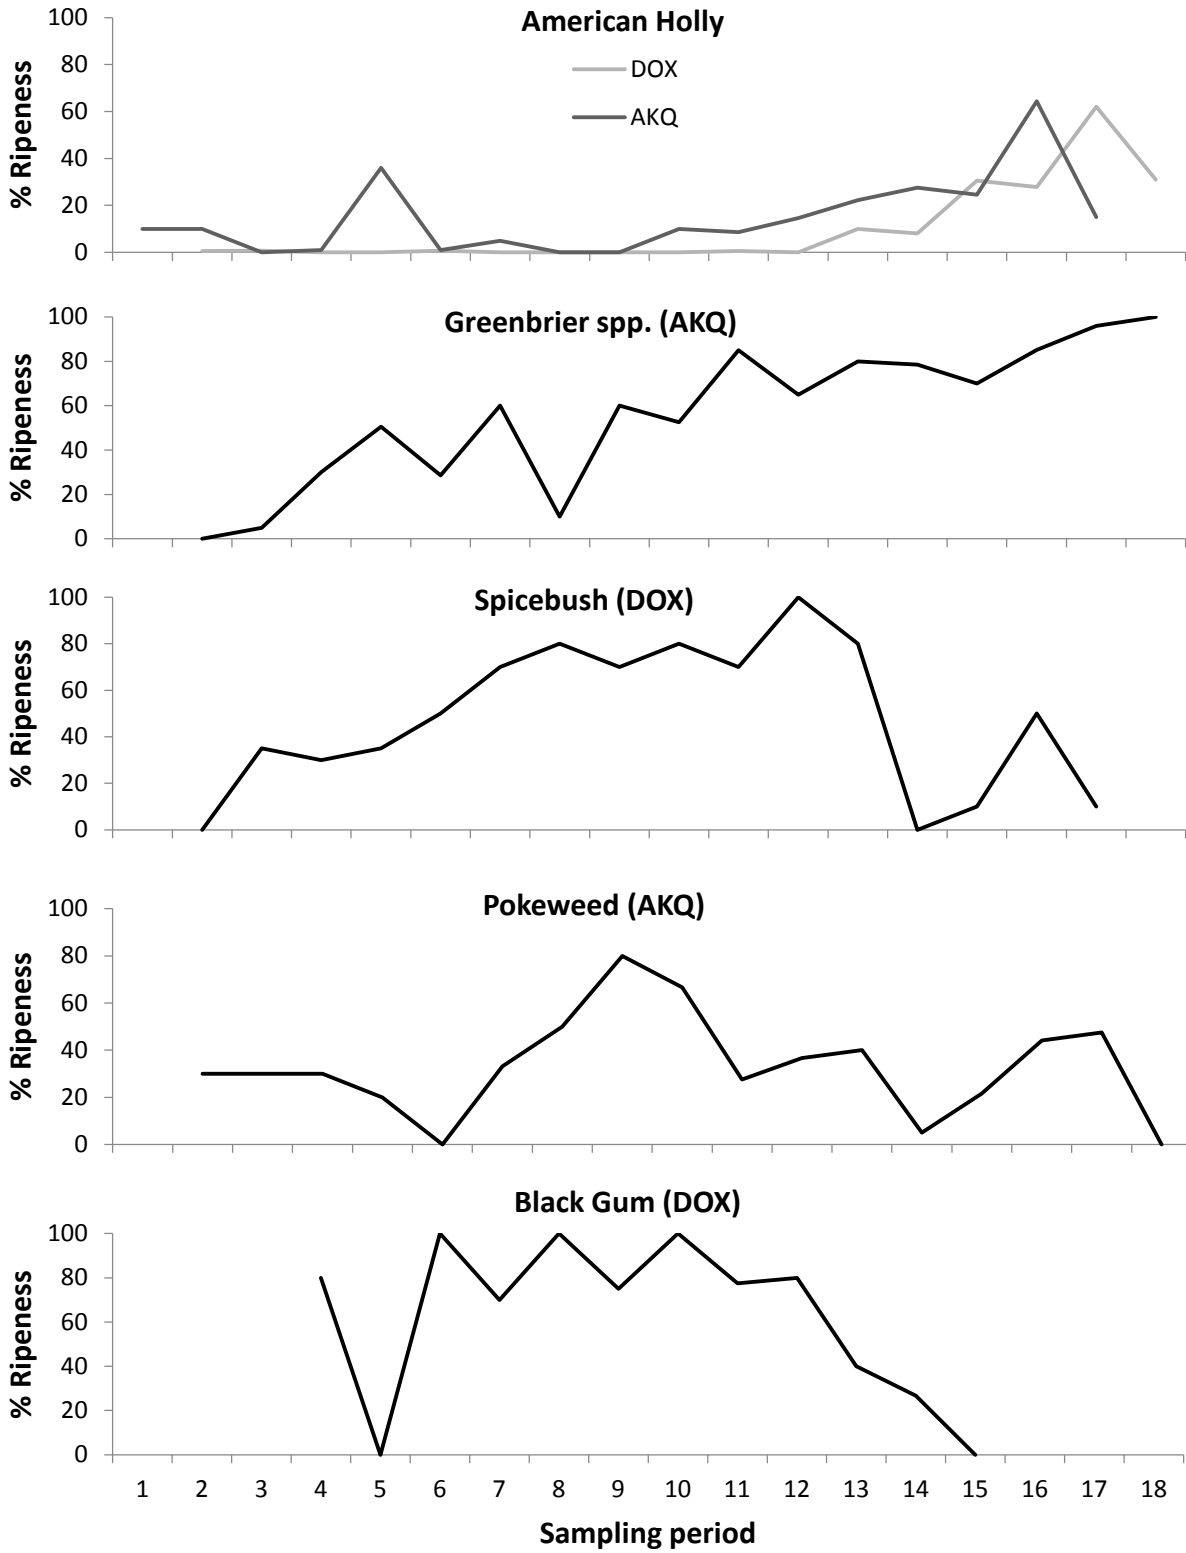 American Holly
% Ripeness
100
80
60
40
20
0
DOX
AKQ
Greenbrier spp. (AKQ)
% Ripeness
100
80
60
40
20
0
Spicebush (DOX)
% Ripeness
100
80
60
40
20
0
Pokeweed (AKQ)
% Ripeness
100
80
60
40
20
0
Black Gum (DOX)
% Ripeness
100
80
60
40
20
0
1 2 3 4 5 6 7 8 9 10 11 12 13 14 15 16 17 18
Sampling period